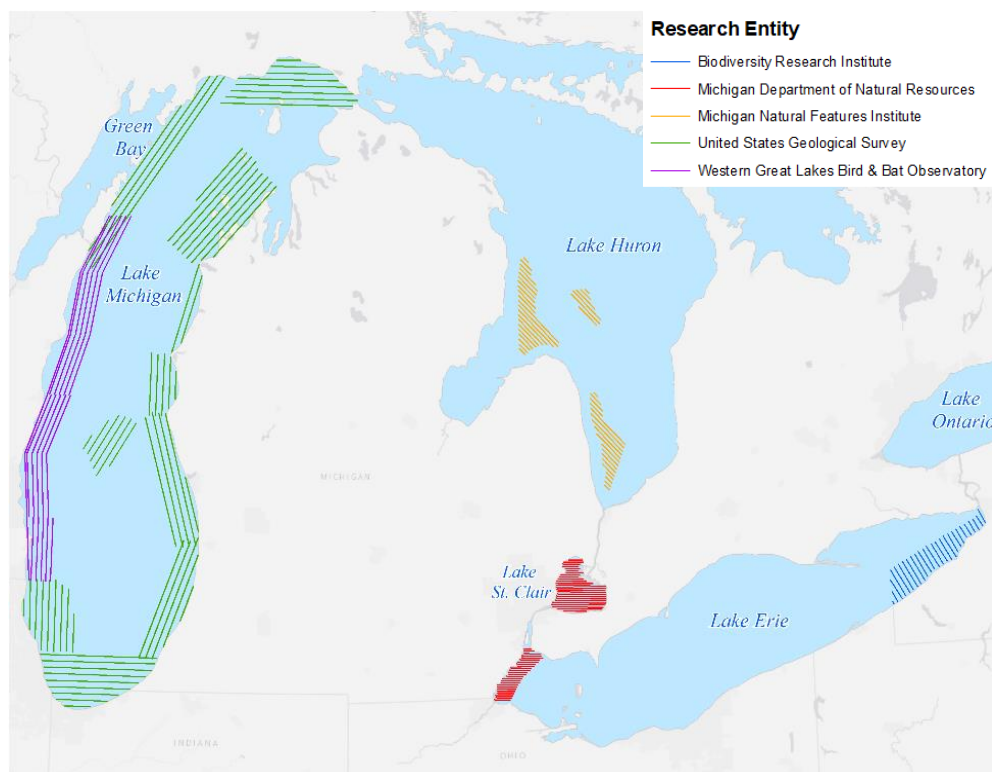 Research Entity
Biodiversity Research Institute
Michigan Department of Natural Resources
Michigan Natural Features Institute
United States Geological Survey
Western Great Lakes Bird & Bat Observatory
Green
Bay
Lake Huron
Lake
Michigan
Lake
Ontario
MICHIGAN
Lake
St. Clair
Lake Erie
INDIANA
OHIO